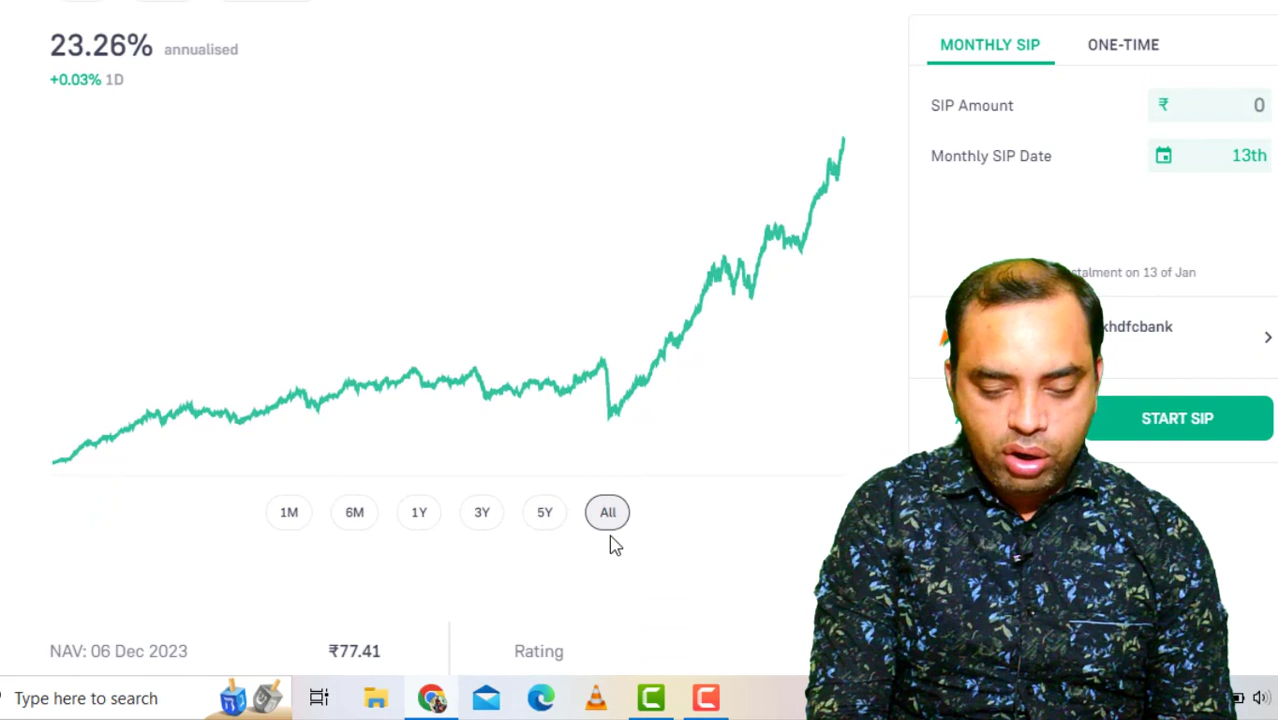 23.26% annualised
+0.03% 1D
MONTHLY SIP ONE-TIME
SIP Amount ₹ 0
Monthly SIP Date 13th
stalment on 13 of Jan
khdfcbank
START SIP
1M 6M 1Y 3Y 5Y All
NAV: 06 Dec 2023 ₹77.41 Rating
Type here to search